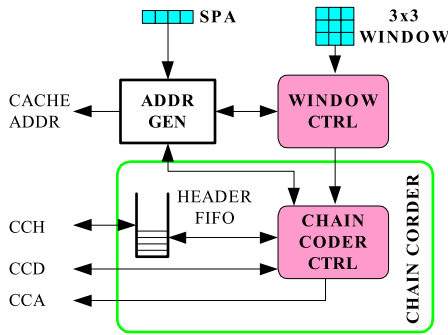 SPA
3x3
WINDOW
CACHE
ADDR
ADDR
GEN
WINDOW
CTRL
HEADER
FIFO
CCH
CHAIN
CODER
CTRL
CCD
CCA
CHAIN CORDER